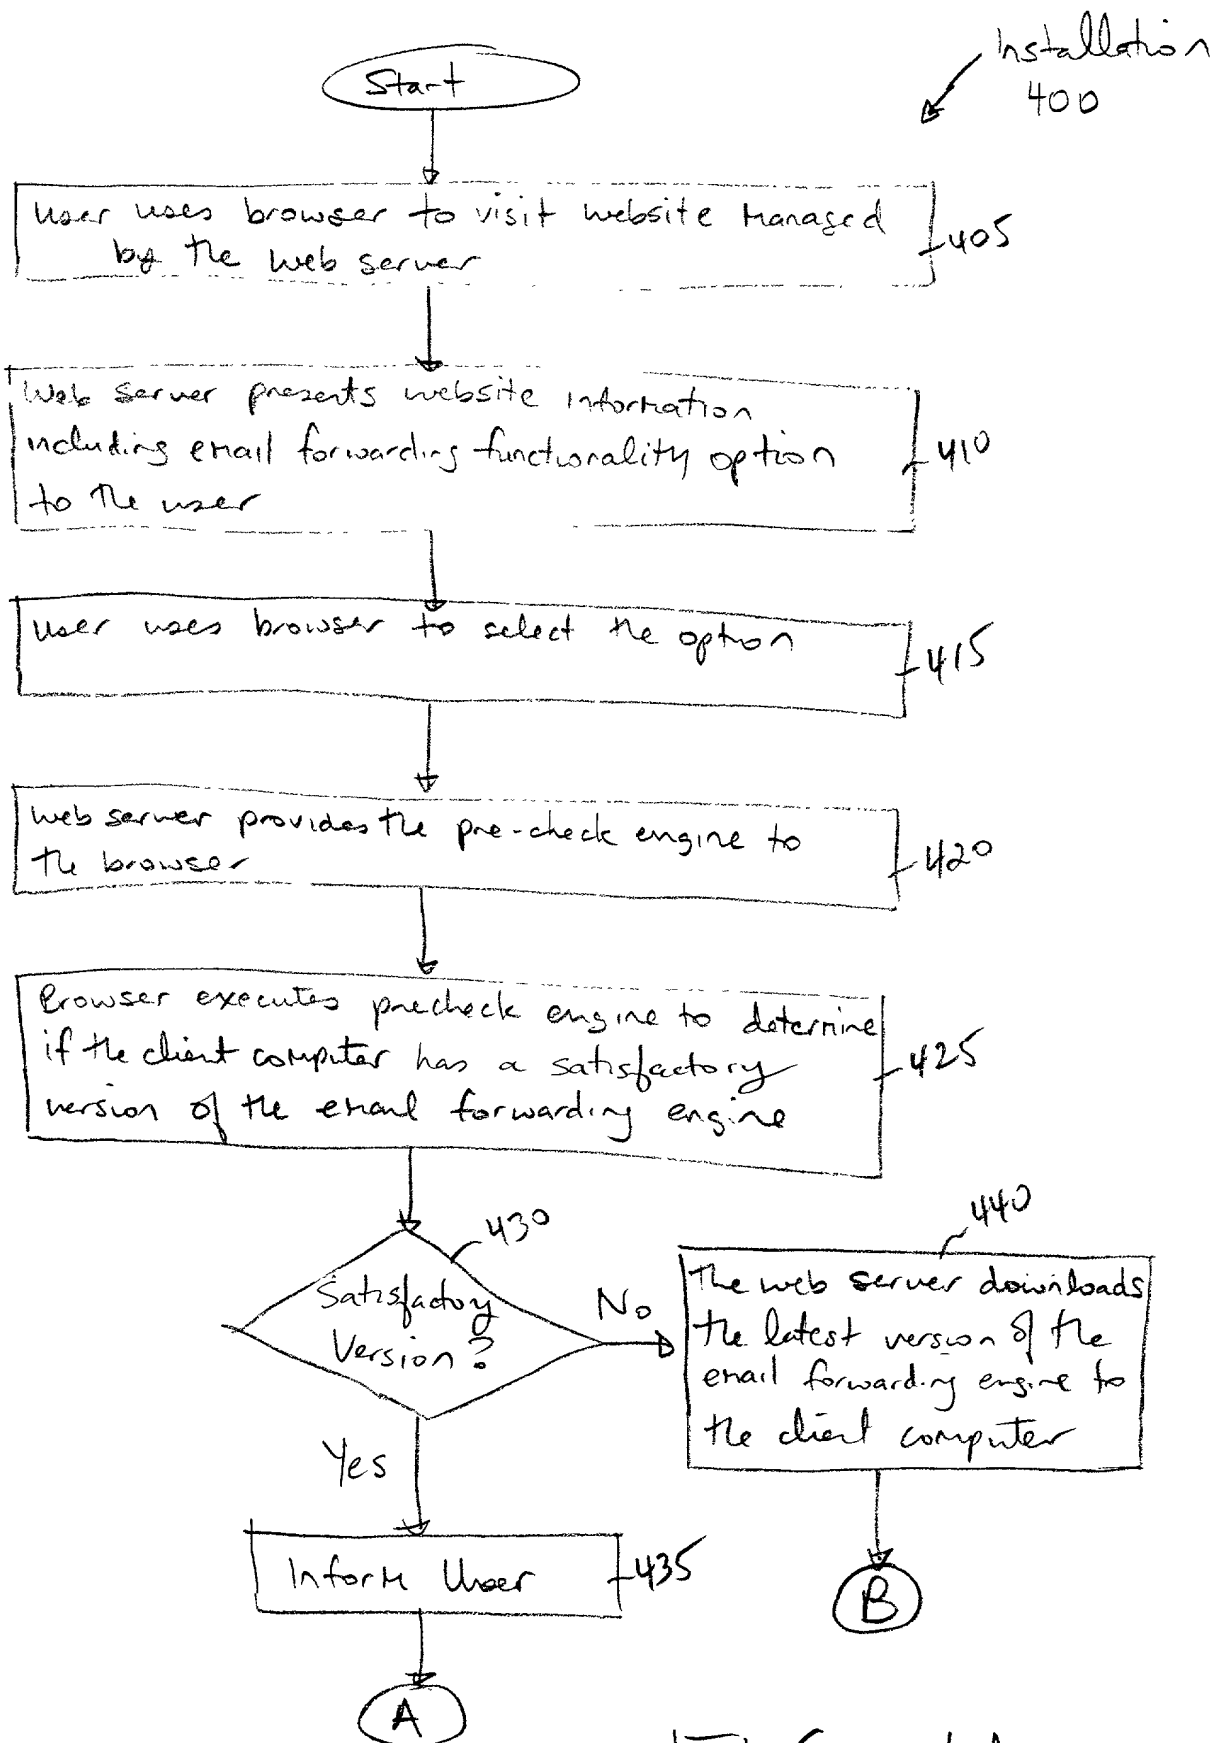 Installation
400
Start
User uses browser to visit website managed
by the web server
405
Web server presents website information
including email forwarding functionality option
to the user
410
User uses browser to select the option
415
Web server provides the pre-check engine to
the browser
420
Browser executes precheck engine to determine
if the client computer has a satisfactory
version of the email forwarding engine
425
430
Satisfactory
Version?
No
440
The web server downloads
the latest version of the
email forwarding engine to
the client computer
Yes
Inform User
435
B
A